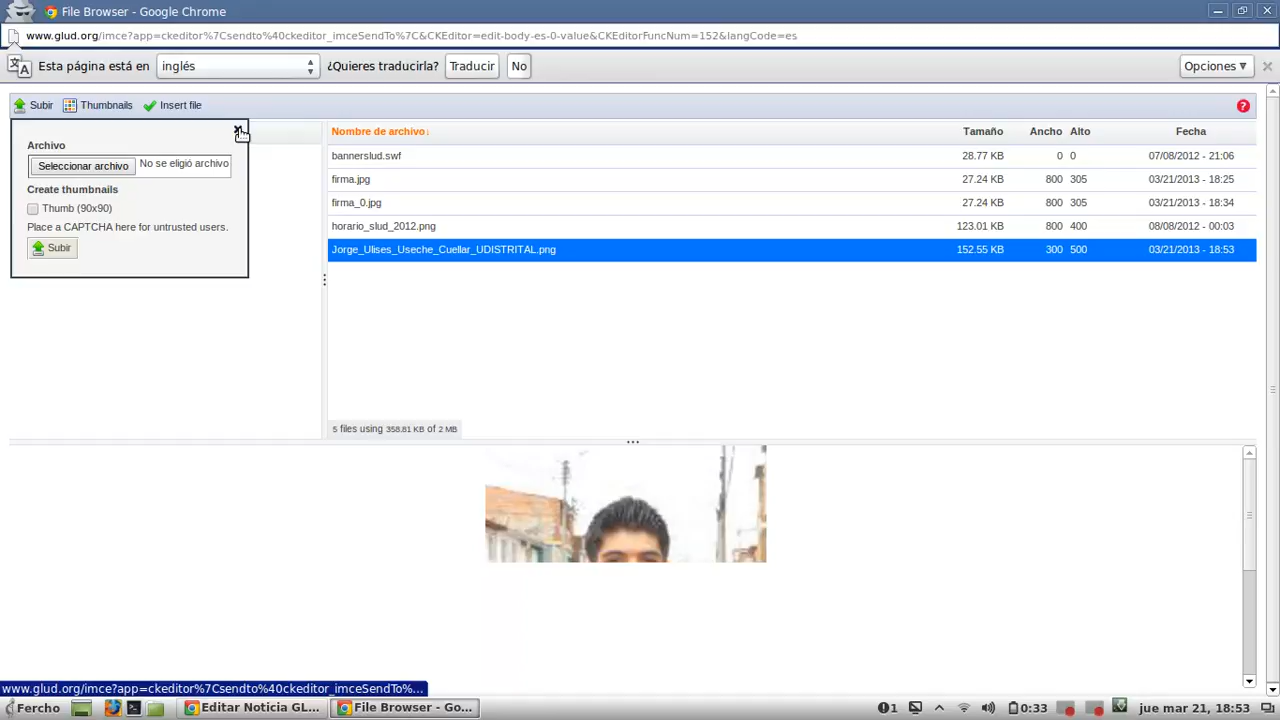 File Browser - Google Chrome
www.glud.org/imce?app=ckeditor%7Csendto%40ckeditor_imceSendTo%7C&CKEditor=edit-body-es-0-value&CKEditorFuncNum=152&langCode=es
Esta página está en inglés ¿Quieres traducirla? Traducir No Opciones
Subir Thumbnails Insert file
Archivo
Seleccionar archivo No se eligió archivo
Create thumbnails
Thumb (90x90)
Place a CAPTCHA here for untrusted users.
Subir
Nombre de archivo↓ Tamaño Ancho Alto Fecha
bannerslud.swf 28.77 KB 0 0 07/08/2012 - 21:06
firma.jpg 27.24 KB 800 305 03/21/2013 - 18:25
firma_0.jpg 27.24 KB 800 305 03/21/2013 - 18:34
horario_slud_2012.png 123.01 KB 800 400 08/08/2012 - 00:03
Jorge_Ulises_Useche_Cuellar_UDISTRITAL.png 152.55 KB 300 500 03/21/2013 - 18:53
5 files using 358.81 KB of 2 MB
www.glud.org/imce?app=ckeditor%7Csendto%40ckeditor_imceSendTo%...
Fercho Editar Noticia GL... File Browser - Go... 1 0:33 jue mar 21, 18:53